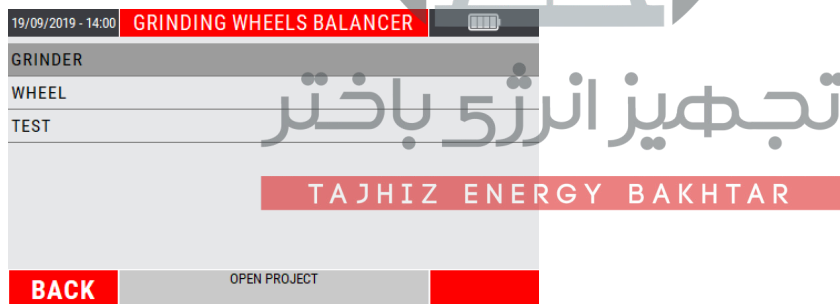 19/09/2019 - 14:00 GRINDING WHEELS BALANCER
GRINDER
WHEEL
TEST
تجهیز انرژی باختر
TAJHIZ ENERGY BAKHTAR
BACK OPEN PROJECT